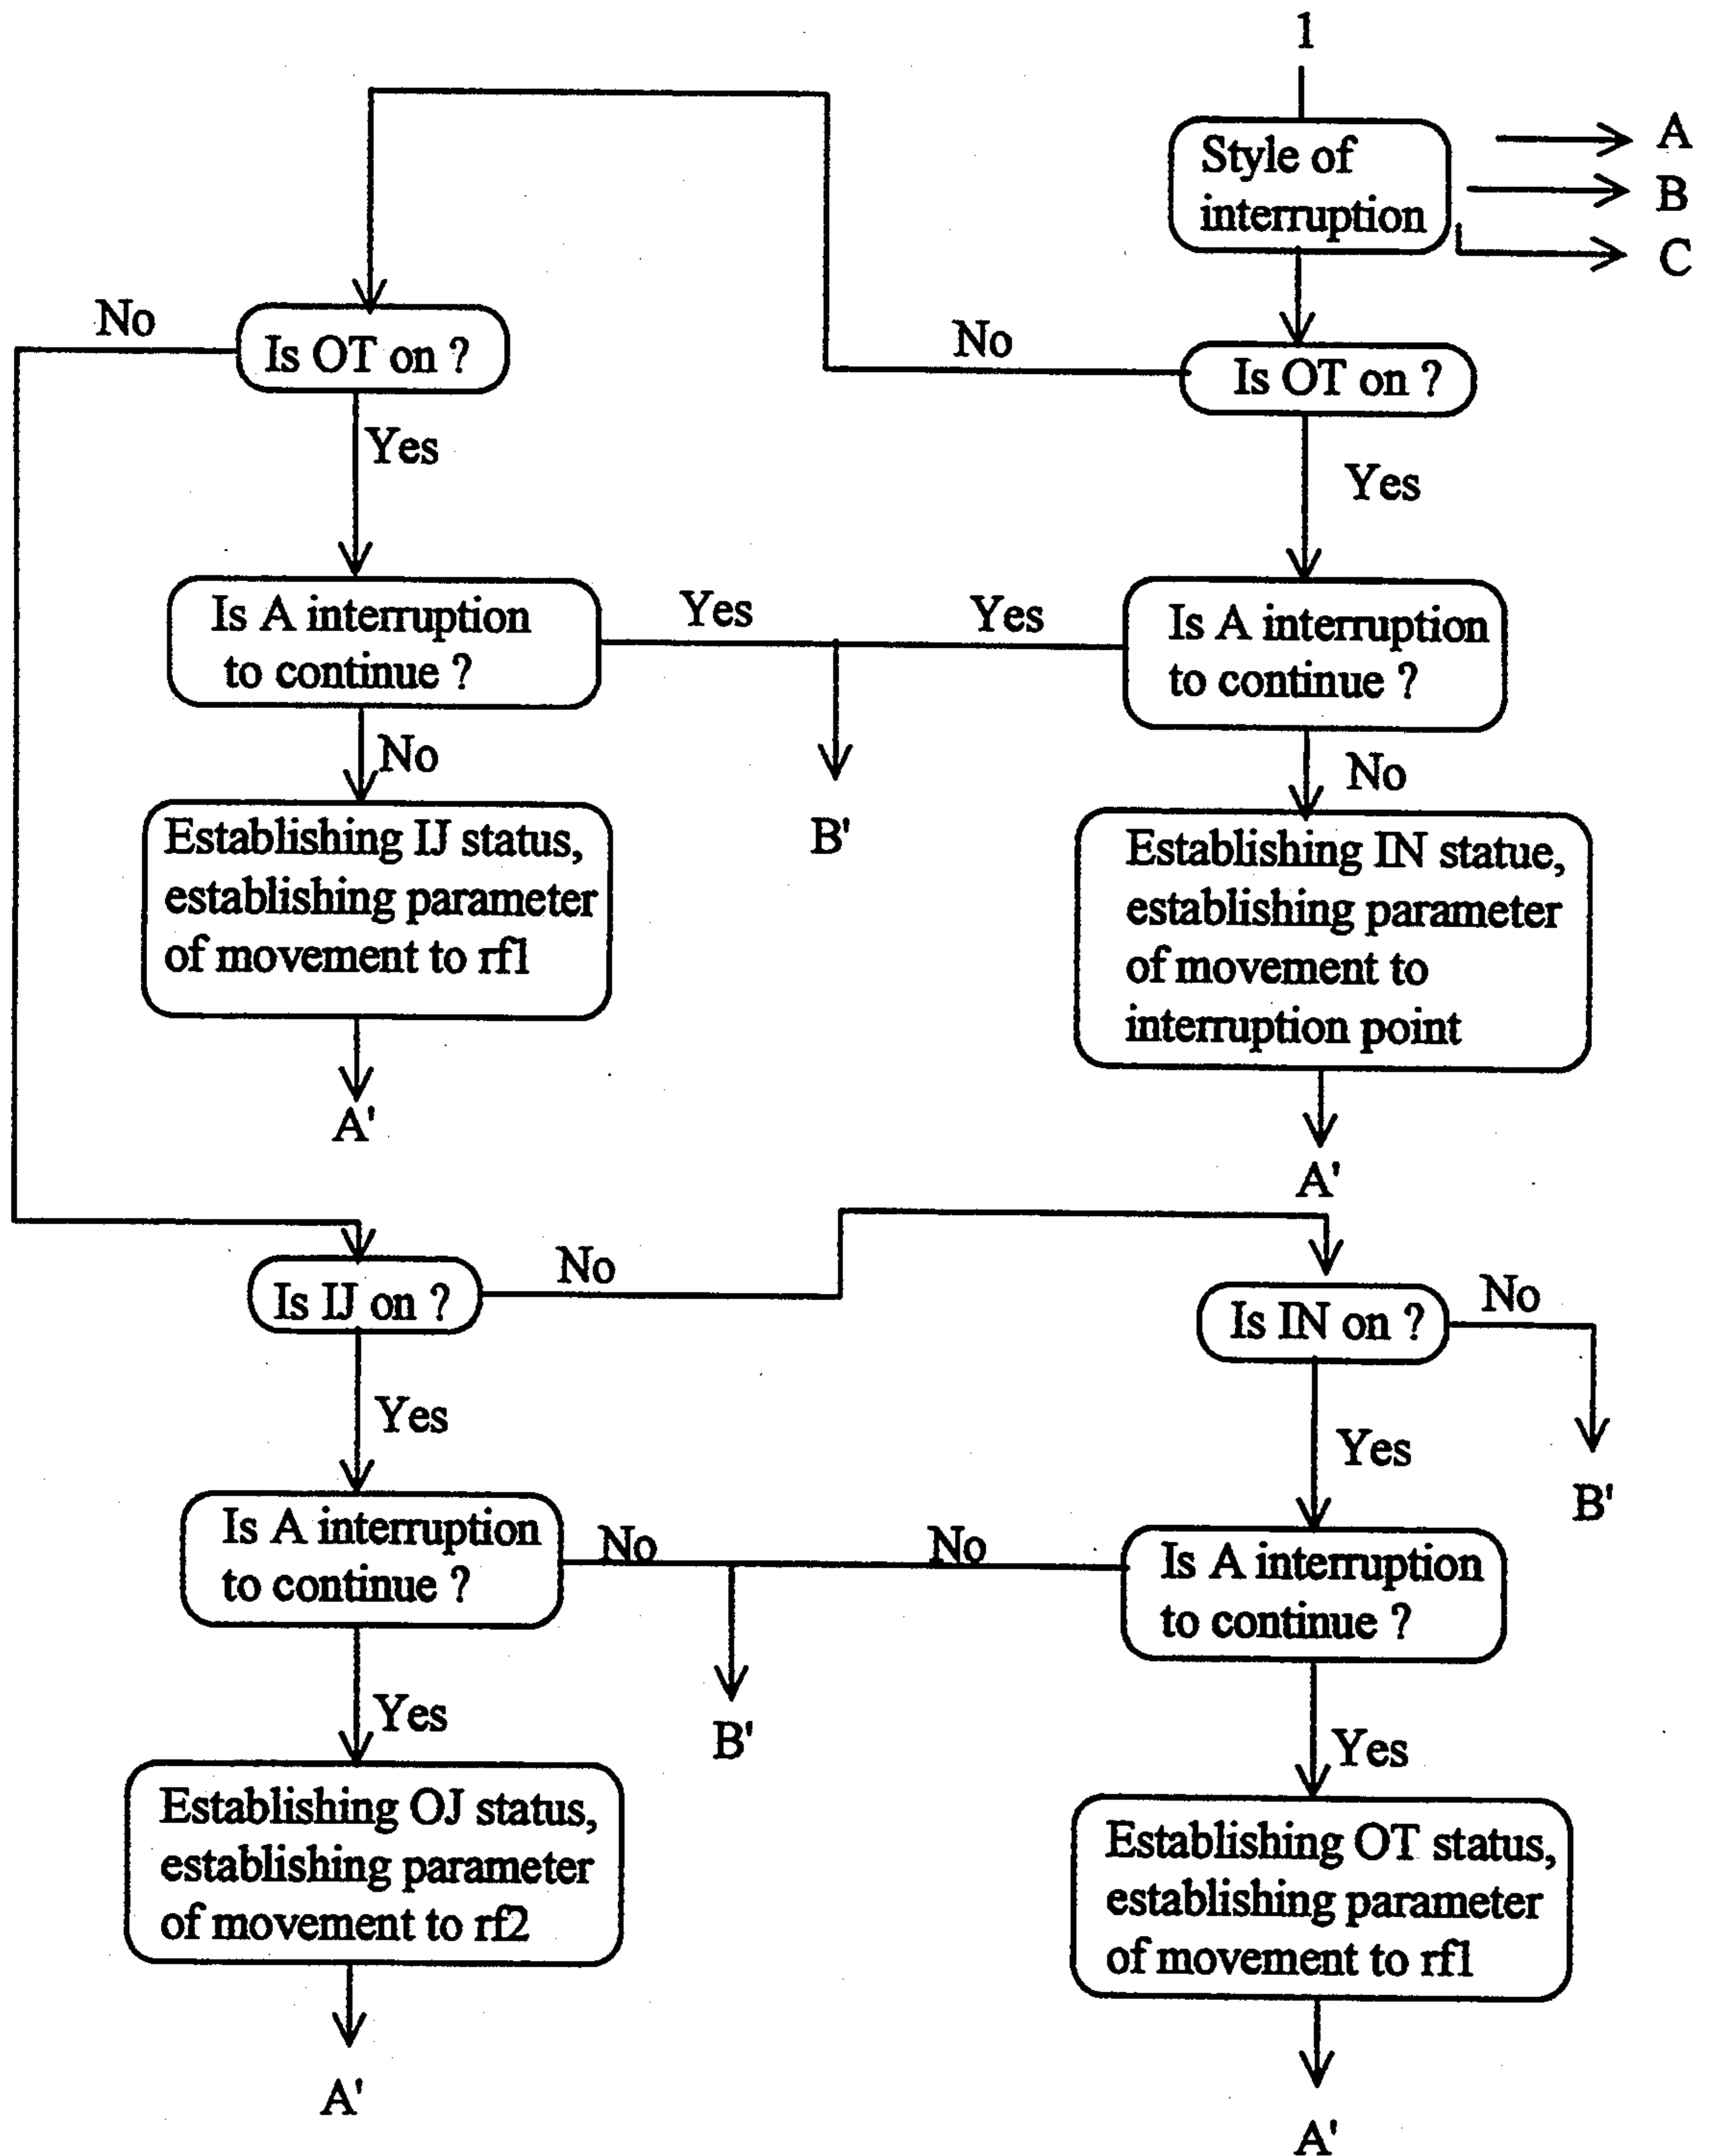 1
Style of
interruption
A
B
C
No
Is OT on ?
No
Is OT on ?
Yes
Yes
Is A interruption
to continue ?
Yes
Yes
Is A interruption
to continue ?
No
B'
No
Establishing IJ status,
establishing parameter
of movement to rf1
Establishing IN statue,
establishing parameter
of movement to
interruption point
A'
A'
Is IJ on ?
No
Is IN on ?
No
Yes
Yes
B'
Is A interruption
to continue ?
No
No
Is A interruption
to continue ?
Yes
B'
Yes
Establishing OJ status,
establishing parameter
of movement to rf2
Establishing OT status,
establishing parameter
of movement to rf1
A'
A'